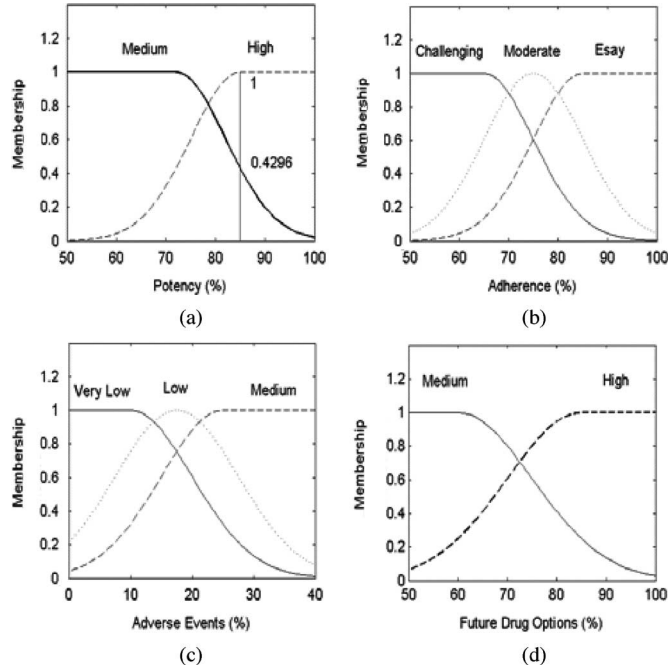 Medium High
1.2
1
0.8
0.6
0.4
0.2
0
1
0.4296
Membership
50 60 70 80 90 100
Potency (%)
(a)
Challenging Moderate Esay
1.2
1
0.8
0.6
0.4
0.2
0
Membership
50 60 70 80 90 100
Adherence (%)
(b)
Very Low Low Medium
1.2
1
0.8
0.6
0.4
0.2
0
Membership
0 10 20 30 40
Adverse Events (%)
(c)
Medium High
1.2
1
0.8
0.6
0.4
0.2
0
Membership
50 60 70 80 90 100
Future Drug Options (%)
(d)